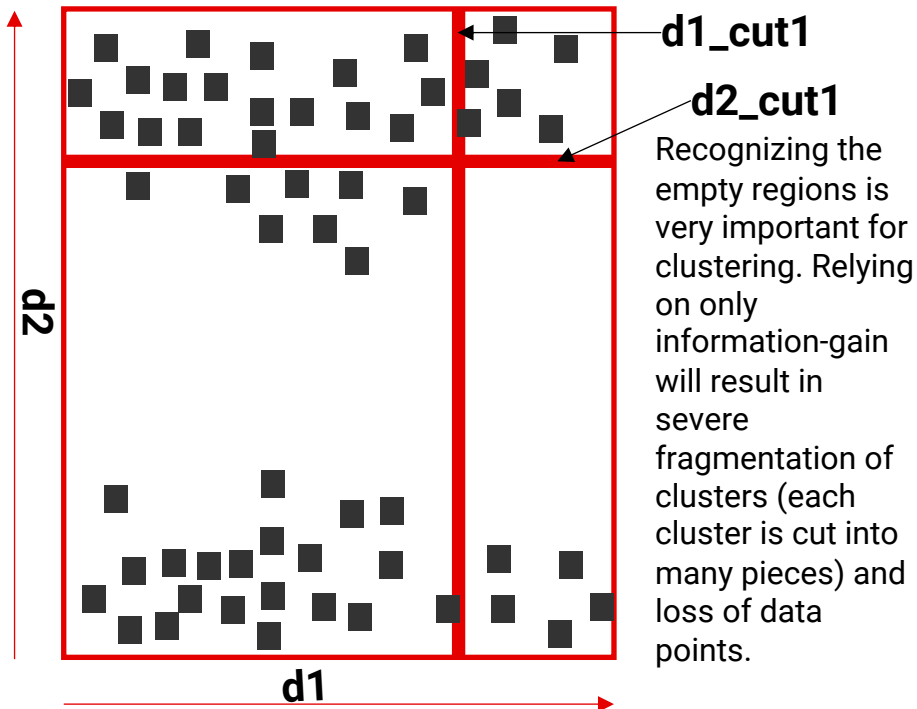 d1_cut1
d2_cut1
Recognizing the
empty regions is
very important for
clustering. Relying
on only
information-gain
will result in
severe
fragmentation of
clusters (each
cluster is cut into
many pieces) and
loss of data
points.
d2
d1